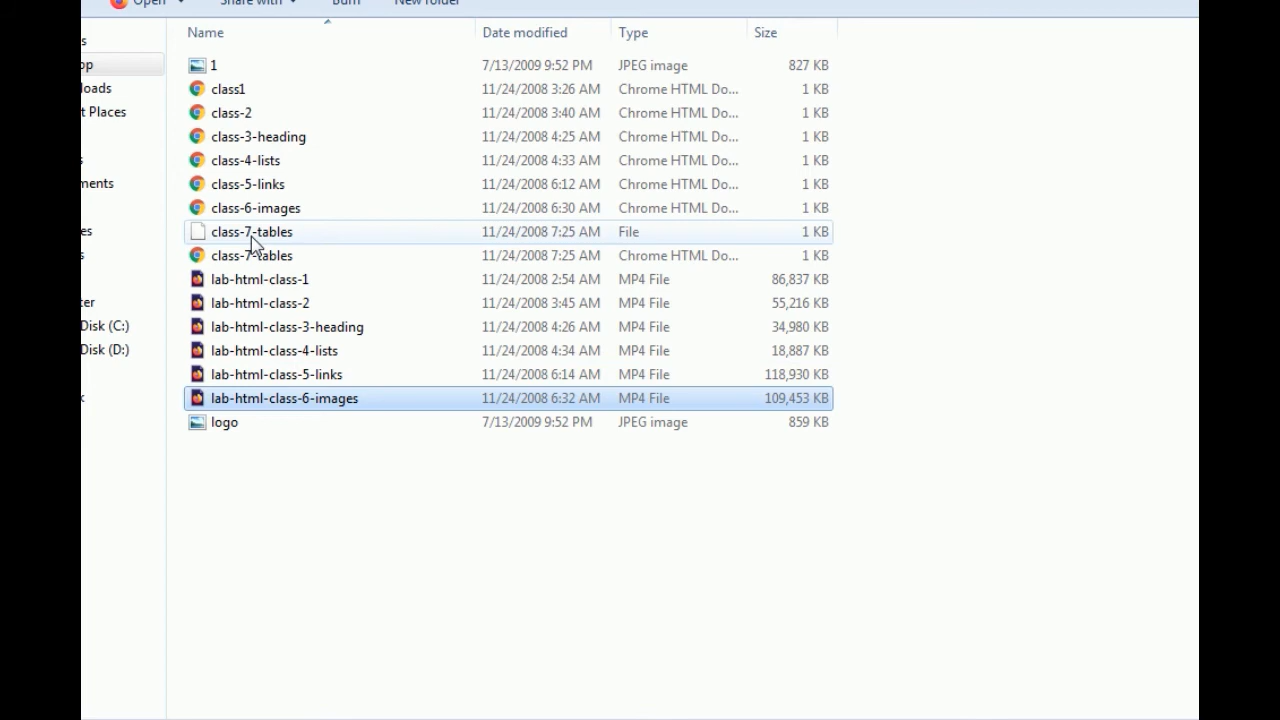 Open Share with Burn New folder
Name Date modified Type Size
s
op
loads
t Places
s
ments
es
s
ter
Disk (C:)
Disk (D:)
1 7/13/2009 9:52 PM JPEG image 827 KB
class1 11/24/2008 3:26 AM Chrome HTML Do... 1 KB
class-2 11/24/2008 3:40 AM Chrome HTML Do... 1 KB
class-3-heading 11/24/2008 4:25 AM Chrome HTML Do... 1 KB
class-4-lists 11/24/2008 4:33 AM Chrome HTML Do... 1 KB
class-5-links 11/24/2008 6:12 AM Chrome HTML Do... 1 KB
class-6-images 11/24/2008 6:30 AM Chrome HTML Do... 1 KB
class-7-tables 11/24/2008 7:25 AM File 1 KB
class-7-tables 11/24/2008 7:25 AM Chrome HTML Do... 1 KB
lab-html-class-1 11/24/2008 2:54 AM MP4 File 86,837 KB
lab-html-class-2 11/24/2008 3:45 AM MP4 File 55,216 KB
lab-html-class-3-heading 11/24/2008 4:26 AM MP4 File 34,980 KB
lab-html-class-4-lists 11/24/2008 4:34 AM MP4 File 18,887 KB
lab-html-class-5-links 11/24/2008 6:14 AM MP4 File 118,930 KB
lab-html-class-6-images 11/24/2008 6:32 AM MP4 File 109,453 KB
logo 7/13/2009 9:52 PM JPEG image 859 KB